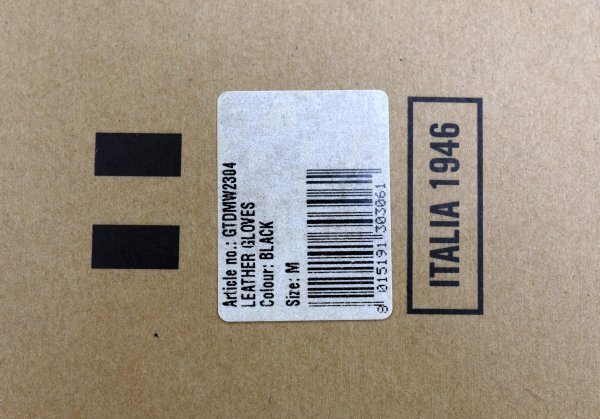 Article no.: GTDMW2304
LEATHER GLOVES
Colour: BLACK
Size: M
8 015191 303061
ITALIA 1946